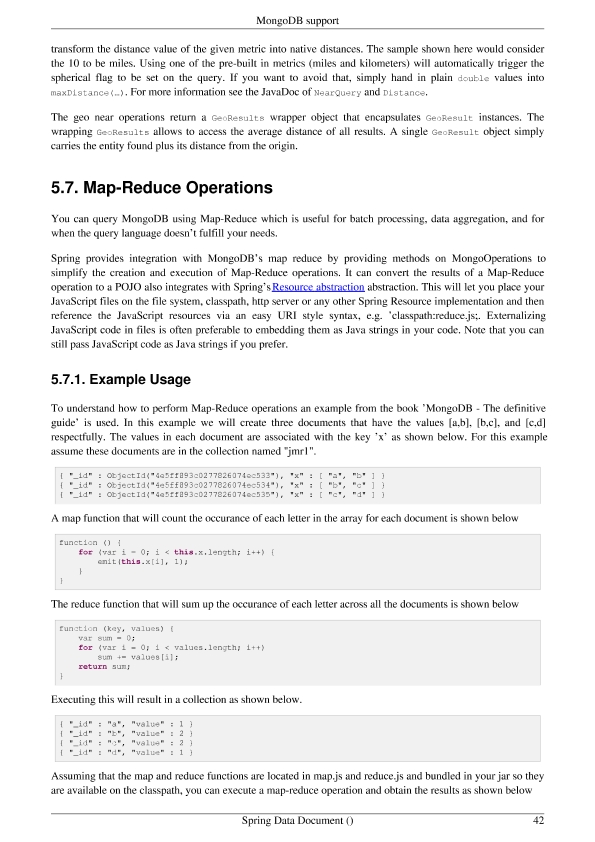 MongoDB support
transform the distance value of the given metric into native distances. The sample shown here would consider
the 10 to be miles. Using one of the pre-built in metrics (miles and kilometers) will automatically trigger the
spherical flag to be set on the query. If you want to avoid that, simply hand in plain double values into
maxDistance(…). For more information see the JavaDoc of NearQuery and Distance.
The geo near operations return a GeoResults wrapper object that encapsulates GeoResult instances. The
wrapping GeoResults allows to access the average distance of all results. A single GeoResult object simply
carries the entity found plus its distance from the origin.
5.7. Map-Reduce Operations
You can query MongoDB using Map-Reduce which is useful for batch processing, data aggregation, and for
when the query language doesn't fulfill your needs.
Spring provides integration with MongoDB's map reduce by providing methods on MongoOperations to
simplify the creation and execution of Map-Reduce operations. It can convert the results of a Map-Reduce
operation to a POJO also integrates with Spring's Resource abstraction abstraction. This will let you place your
JavaScript files on the file system, classpath, http server or any other Spring Resource implementation and then
reference the JavaScript resources via an easy URI style syntax, e.g. 'classpath:reduce.js;. Externalizing
JavaScript code in files is often preferable to embedding them as Java strings in your code. Note that you can
still pass JavaScript code as Java strings if you prefer.
5.7.1. Example Usage
To understand how to perform Map-Reduce operations an example from the book 'MongoDB - The definitive
guide' is used. In this example we will create three documents that have the values [a,b], [b,c], and [c,d]
respectfully. The values in each document are associated with the key 'x' as shown below. For this example
assume these documents are in the collection named "jmr1".
{ "_id" : ObjectId("4e5ff893c0277826074ec533"), "x" : [ "a", "b" ] }
{ "_id" : ObjectId("4e5ff893c0277826074ec534"), "x" : [ "b", "c" ] }
{ "_id" : ObjectId("4e5ff893c0277826074ec535"), "x" : [ "c", "d" ] }
A map function that will count the occurance of each letter in the array for each document is shown below
function () {
    for (var i = 0; i < this.x.length; i++) {
        emit(this.x[i], 1);
    }
}
The reduce function that will sum up the occurance of each letter across all the documents is shown below
function (key, values) {
    var sum = 0;
    for (var i = 0; i < values.length; i++)
        sum += values[i];
    return sum;
}
Executing this will result in a collection as shown below.
{ "_id" : "a", "value" : 1 }
{ "_id" : "b", "value" : 2 }
{ "_id" : "c", "value" : 2 }
{ "_id" : "d", "value" : 1 }
Assuming that the map and reduce functions are located in map.js and reduce.js and bundled in your jar so they
are available on the classpath, you can execute a map-reduce operation and obtain the results as shown below
Spring Data Document () 42